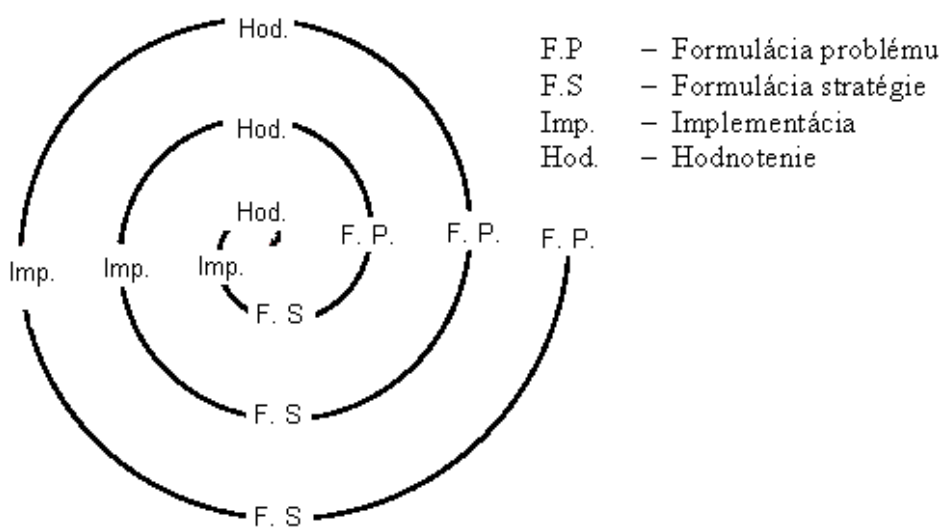 Hod.
F.P – Formulácia problému
F.S – Formulácia stratégie
Imp. – Implementácia
Hod. – Hodnotenie
Hod.
Hod.
F. P.
F. P.
F. P.
Imp.
Imp.
Imp.
F. S
F. S
F. S